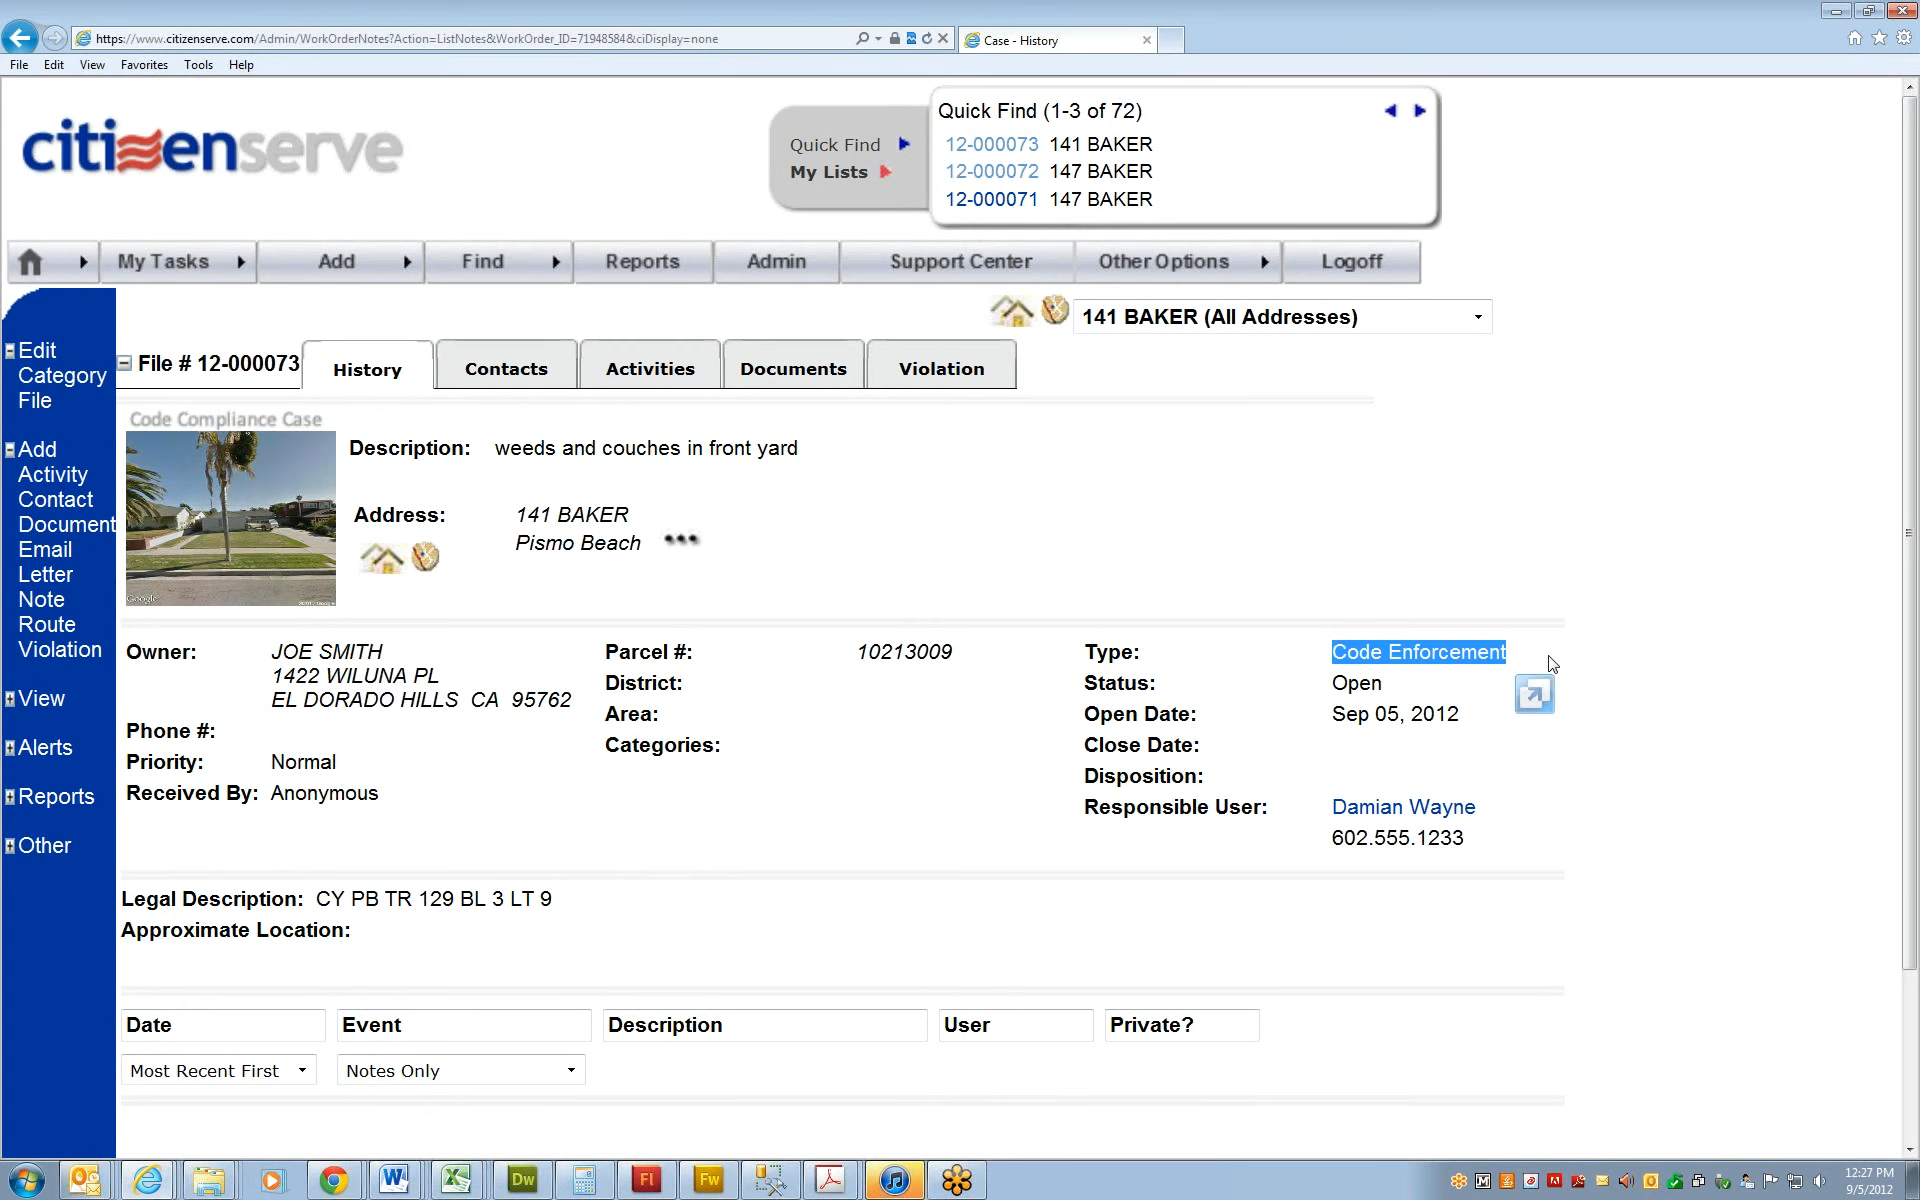 https://www.citizenserve.com/Admin/WorkOrderNotes?Action=ListNotes&WorkOrder_ID=71948584&ciDisplay=none
Case - History
File Edit View Favorites Tools Help
citizenserve
Quick Find
My Lists
Quick Find (1-3 of 72)
12-000073 141 BAKER
12-000072 147 BAKER
12-000071 147 BAKER
My Tasks Add Find Reports Admin Support Center Other Options Logoff
141 BAKER (All Addresses)
Edit
Category
File
Add
Activity
Contact
Document
Email
Letter
Note
Route
Violation
View
Alerts
Reports
Other
File # 12-000073 History Contacts Activities Documents Violation
Code Compliance Case
Google
Description: weeds and couches in front yard
Address: 141 BAKER
Pismo Beach
Owner: JOE SMITH
1422 WILUNA PL
EL DORADO HILLS CA 95762
Phone #:
Priority: Normal
Received By: Anonymous
Parcel #: 10213009
District:
Area:
Categories:
Type: Code Enforcement
Status: Open
Open Date: Sep 05, 2012
Close Date:
Disposition:
Responsible User: Damian Wayne
602.555.1233
Legal Description: CY PB TR 129 BL 3 LT 9
Approximate Location:
Date Event Description User Private?
Most Recent First Notes Only
Dw
Fl
Fw
12:27 PM
9/5/2012